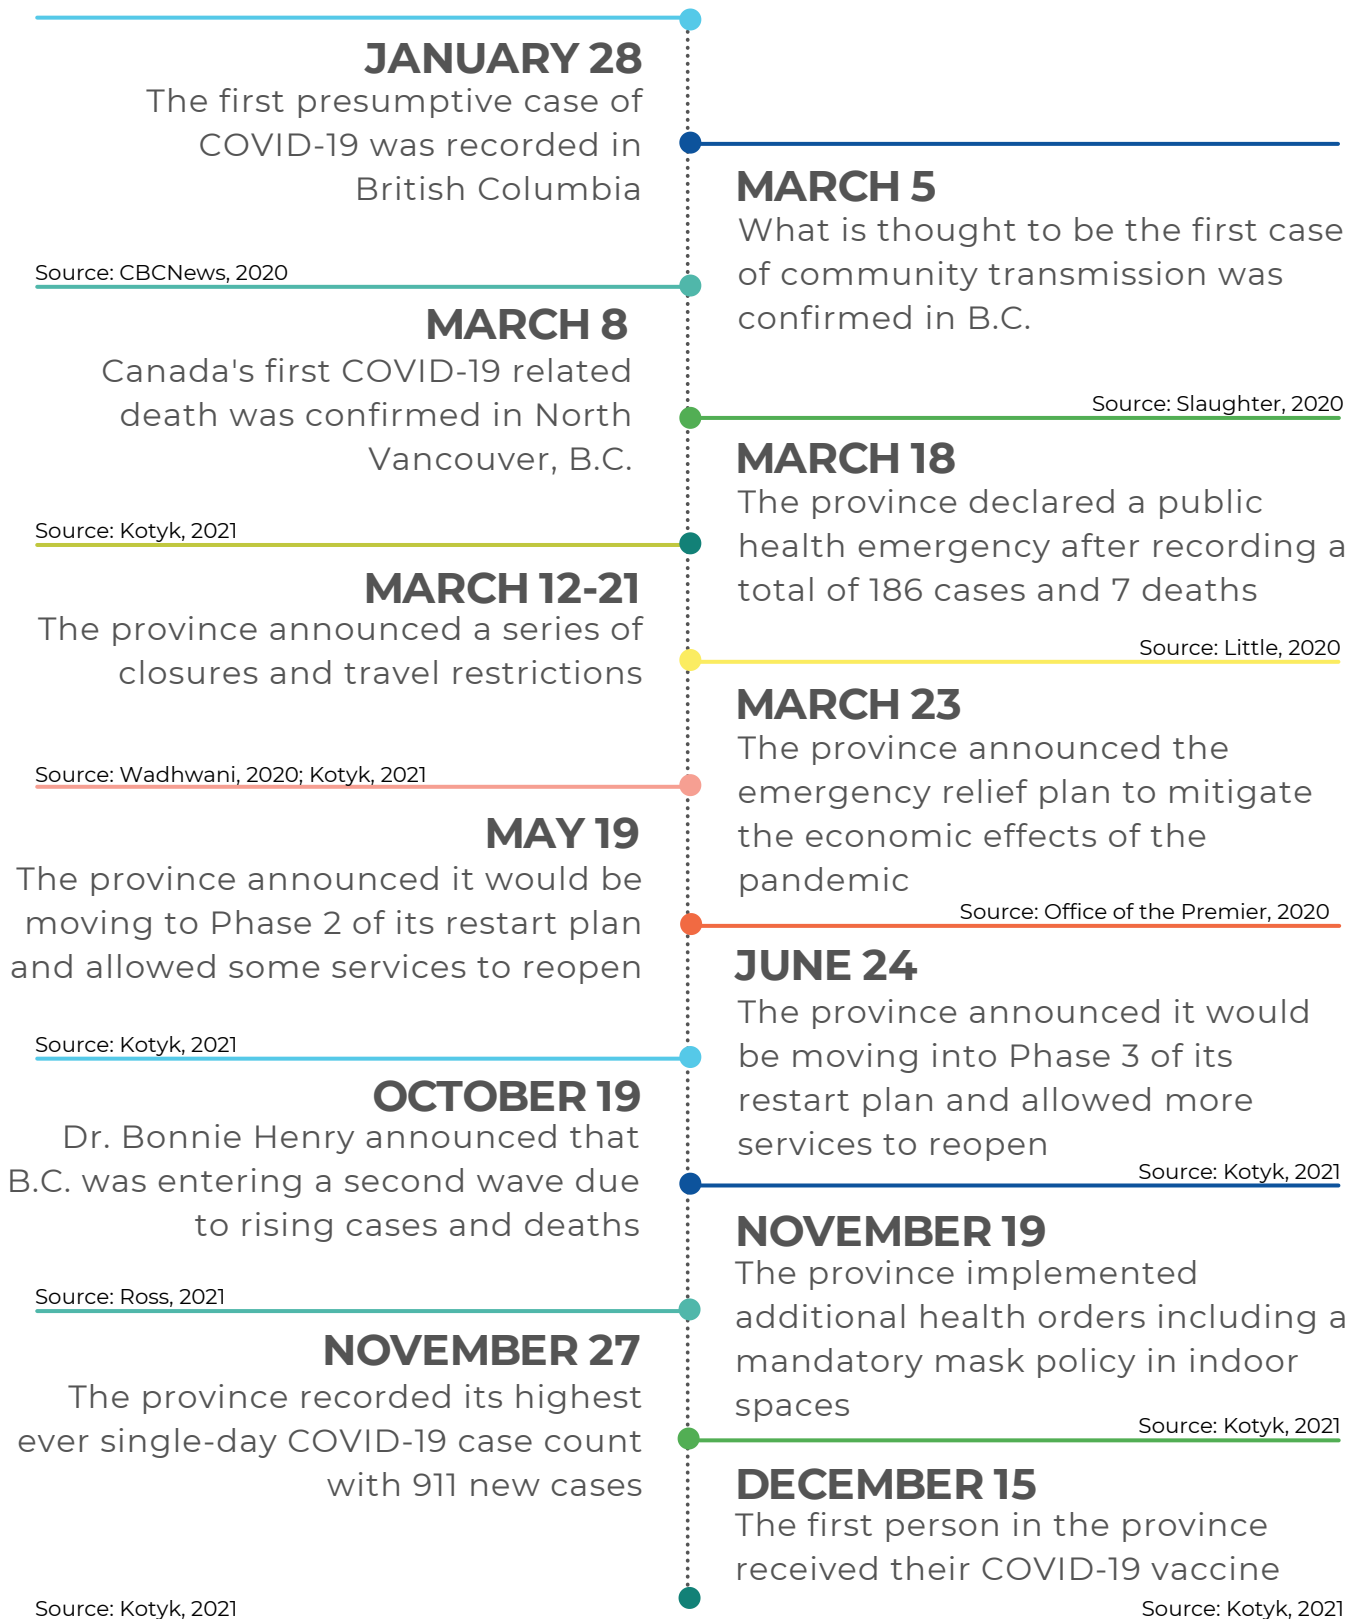 JANUARY 28
The first presumptive case of
COVID-19 was recorded in
British Columbia
Source: CBCNews, 2020
MARCH 5
What is thought to be the first case
of community transmission was
confirmed in B.C.
Source: Slaughter, 2020
MARCH 8
Canada's first COVID-19 related
death was confirmed in North
Vancouver, B.C.
Source: Kotyk, 2021
MARCH 18
The province declared a public
health emergency after recording a
total of 186 cases and 7 deaths
Source: Little, 2020
MARCH 12-21
The province announced a series of
closures and travel restrictions
Source: Wadhwani, 2020; Kotyk, 2021
MARCH 23
The province announced the
emergency relief plan to mitigate
the economic effects of the
pandemic
Source: Office of the Premier, 2020
MAY 19
The province announced it would be
moving to Phase 2 of its restart plan
and allowed some services to reopen
Source: Kotyk, 2021
JUNE 24
The province announced it would
be moving into Phase 3 of its
restart plan and allowed more
services to reopen
Source: Kotyk, 2021
OCTOBER 19
Dr. Bonnie Henry announced that
B.C. was entering a second wave due
to rising cases and deaths
Source: Ross, 2021
NOVEMBER 19
The province implemented
additional health orders including a
mandatory mask policy in indoor
spaces
Source: Kotyk, 2021
NOVEMBER 27
The province recorded its highest
ever single-day COVID-19 case count
with 911 new cases
Source: Kotyk, 2021
DECEMBER 15
The first person in the province
received their COVID-19 vaccine
Source: Kotyk, 2021